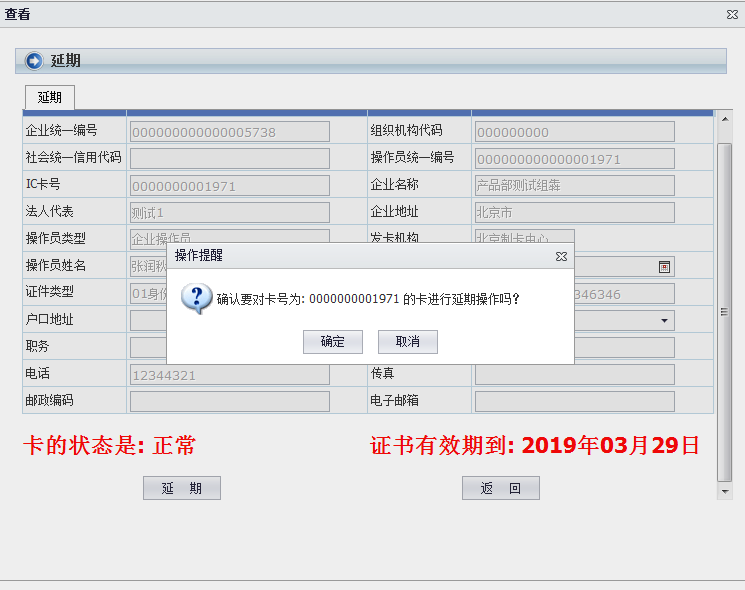 查看
延期
延期
企业统一编号 000000000000005738 组织机构代码 000000000
社会统一信用代码 操作员统一编号 000000000000001971
IC卡号 0000000001971 企业名称 产品部测试组犇
法人代表 测试1 企业地址 北京市
操作员类型 企业操作员 发卡机构 北京制卡中心
操作员姓名 张润秋
操作提醒
确认要对卡号为: 0000000001971 的卡进行延期操作吗?
确定 取消
证件类型 01身份 346346
户口地址
职务
电话 12344321 传真
邮政编码 电子邮箱
卡的状态是: 正常 证书有效期到: 2019年03月29日
延 期 返 回